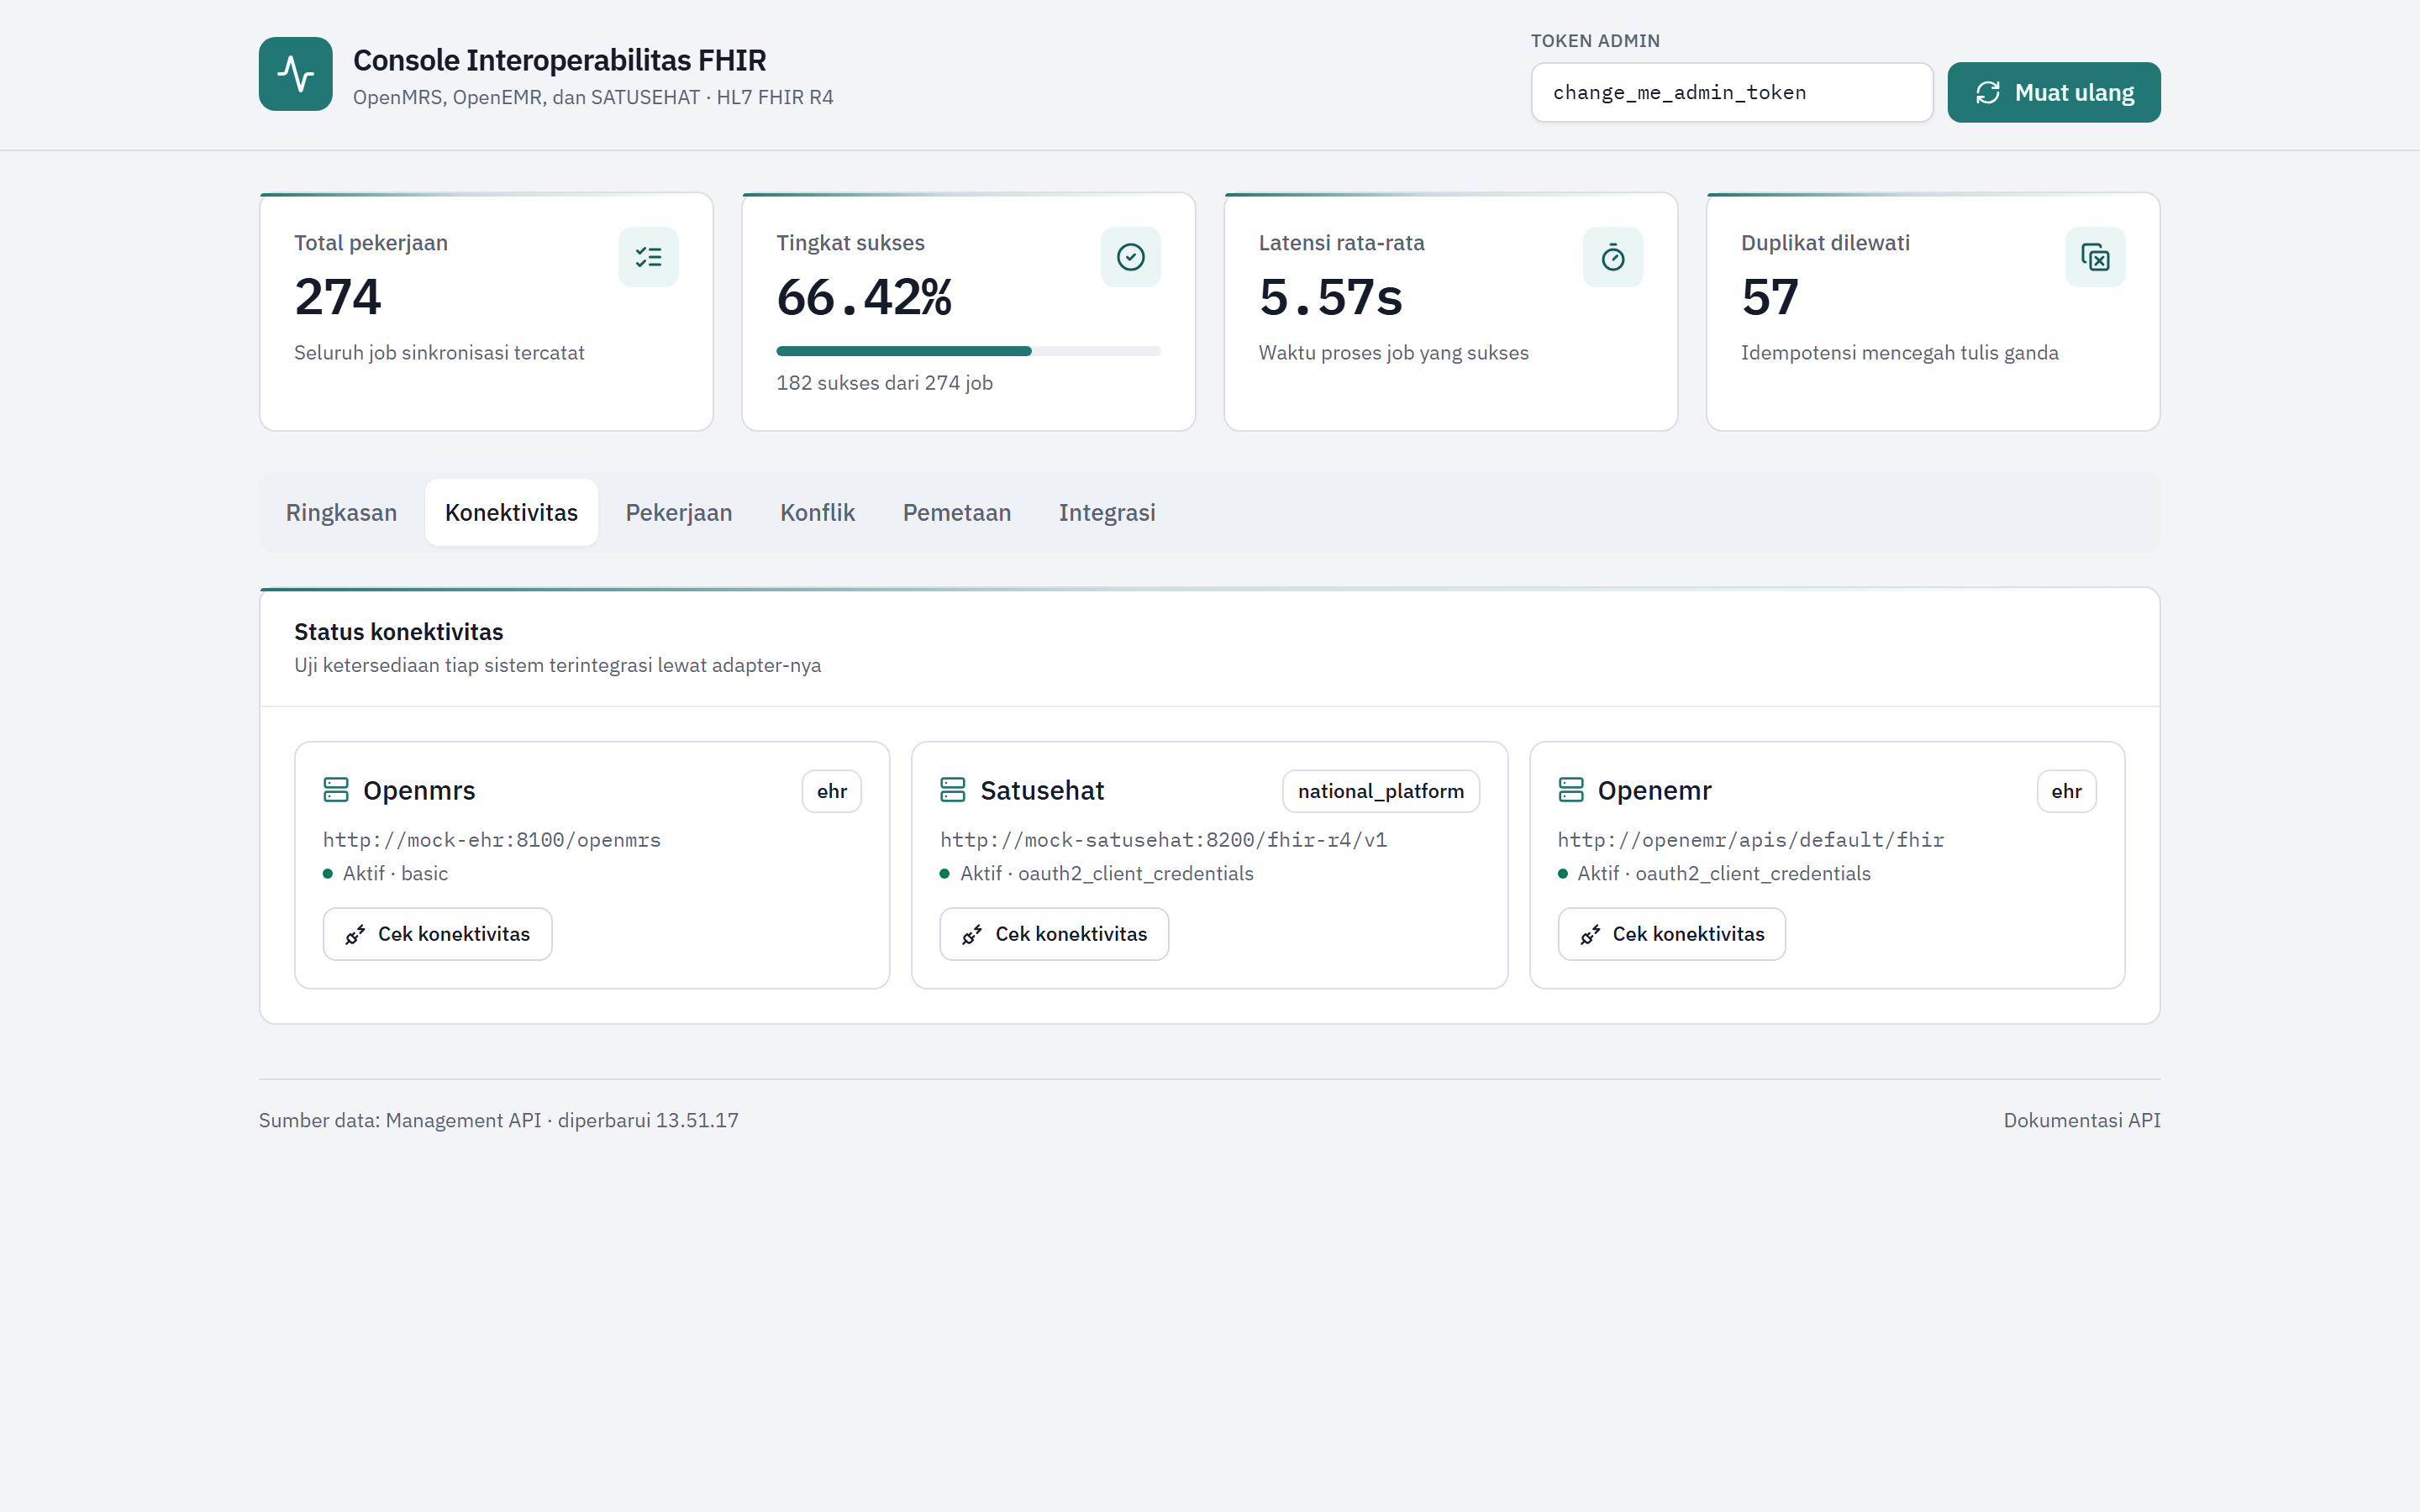 Console Interoperabilitas FHIR
OpenMRS, OpenEMR, dan SATUSEHAT · HL7 FHIR R4
TOKEN ADMIN
change_me_admin_token
Muat ulang
Total pekerjaan
274
Seluruh job sinkronisasi tercatat
Tingkat sukses
66.42%
182 sukses dari 274 job
Latensi rata-rata
5.57s
Waktu proses job yang sukses
Duplikat dilewati
57
Idempotensi mencegah tulis ganda
Ringkasan
Konektivitas
Pekerjaan
Konflik
Pemetaan
Integrasi
Status konektivitas
Uji ketersediaan tiap sistem terintegrasi lewat adapter-nya
Openmrs
ehr
http://mock-ehr:8100/openmrs
Aktif · basic
Cek konektivitas
Satusehat
national_platform
http://mock-satusehat:8200/fhir-r4/v1
Aktif · oauth2_client_credentials
Cek konektivitas
Openemr
ehr
http://openemr/apis/default/fhir
Aktif · oauth2_client_credentials
Cek konektivitas
Sumber data: Management API · diperbarui 13.51.17
Dokumentasi API